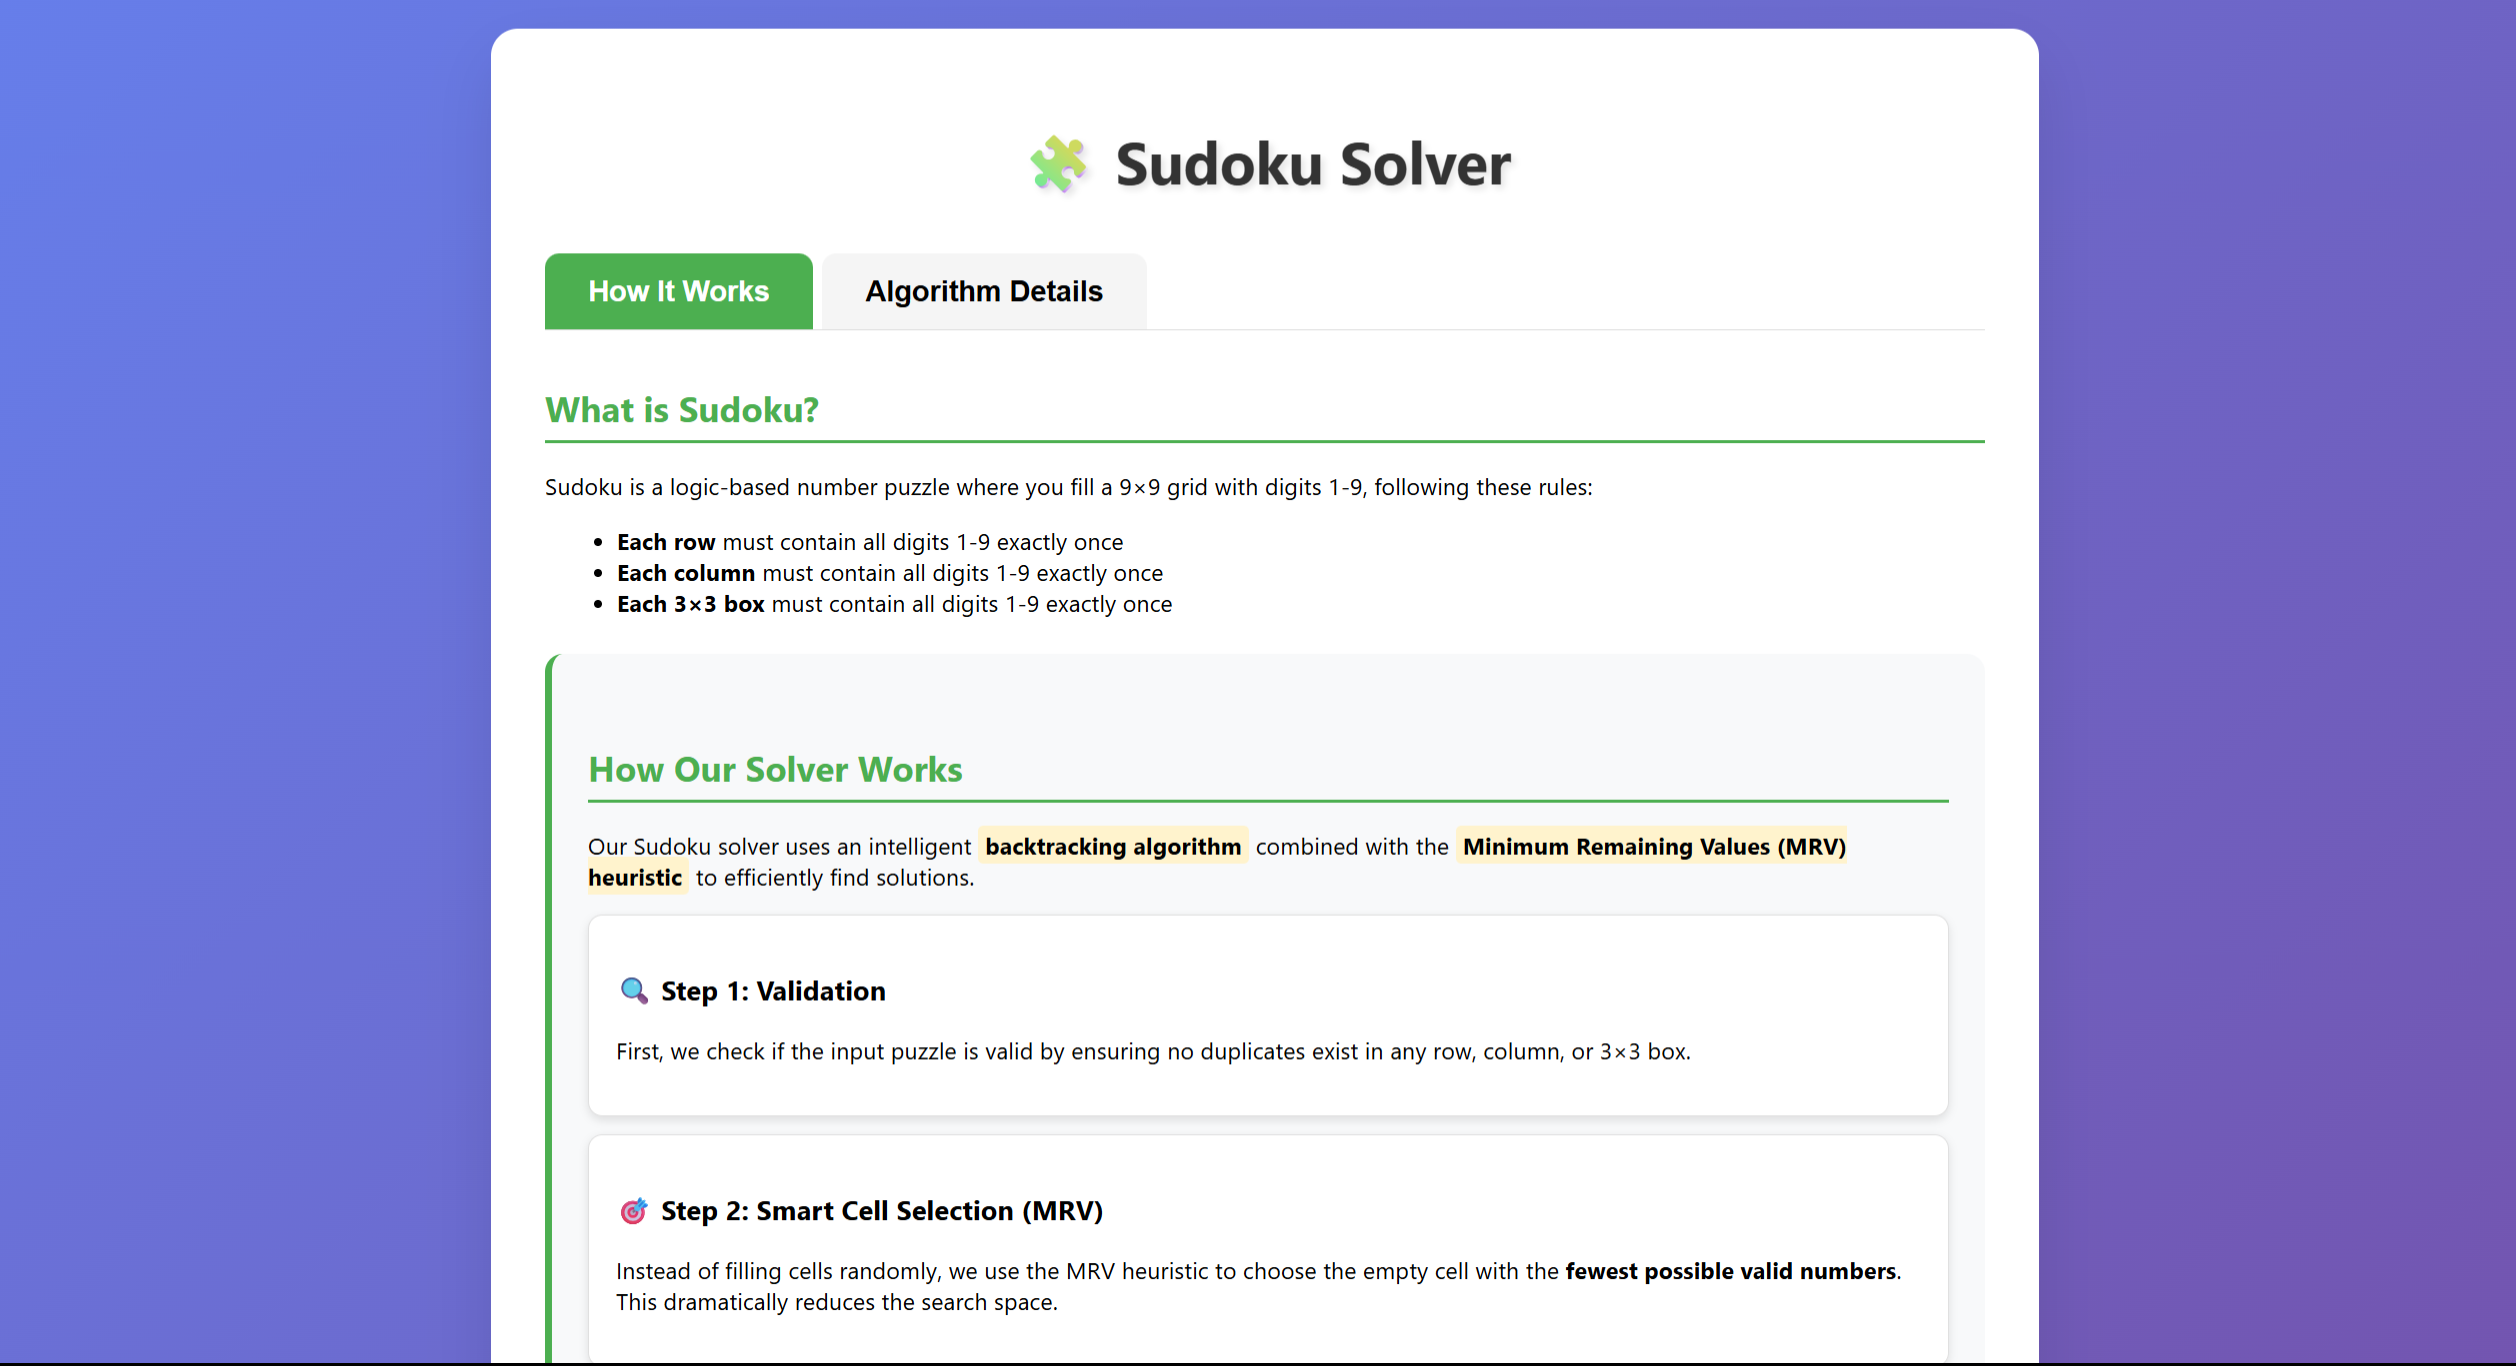 🧩 Sudoku Solver
How It Works
Algorithm Details
What is Sudoku?
Sudoku is a logic-based number puzzle where you fill a 9×9 grid with digits 1-9, following these rules:
• Each row must contain all digits 1-9 exactly once
• Each column must contain all digits 1-9 exactly once
• Each 3×3 box must contain all digits 1-9 exactly once
How Our Solver Works
Our Sudoku solver uses an intelligent backtracking algorithm combined with the Minimum Remaining Values (MRV)
heuristic to efficiently find solutions.
🔍 Step 1: Validation
First, we check if the input puzzle is valid by ensuring no duplicates exist in any row, column, or 3×3 box.
🎯 Step 2: Smart Cell Selection (MRV)
Instead of filling cells randomly, we use the MRV heuristic to choose the empty cell with the fewest possible valid numbers.
This dramatically reduces the search space.